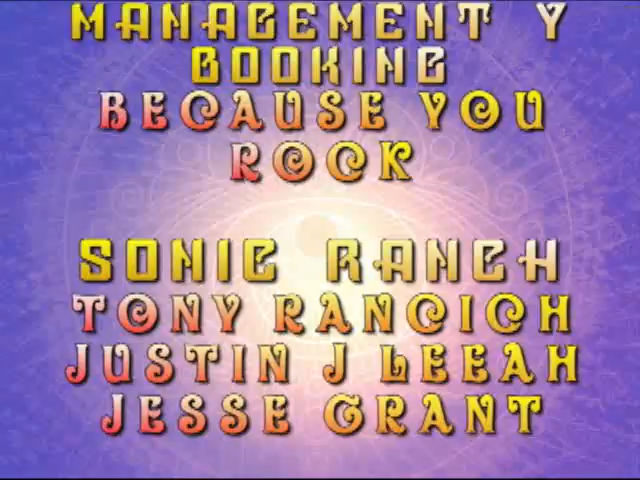 MANAGEMENT Y
BOOKING
BECAUSE YOU
ROCK
SONIC RANCH
TONY RANCICH
JUSTIN J LEEAH
JESSE GRANT